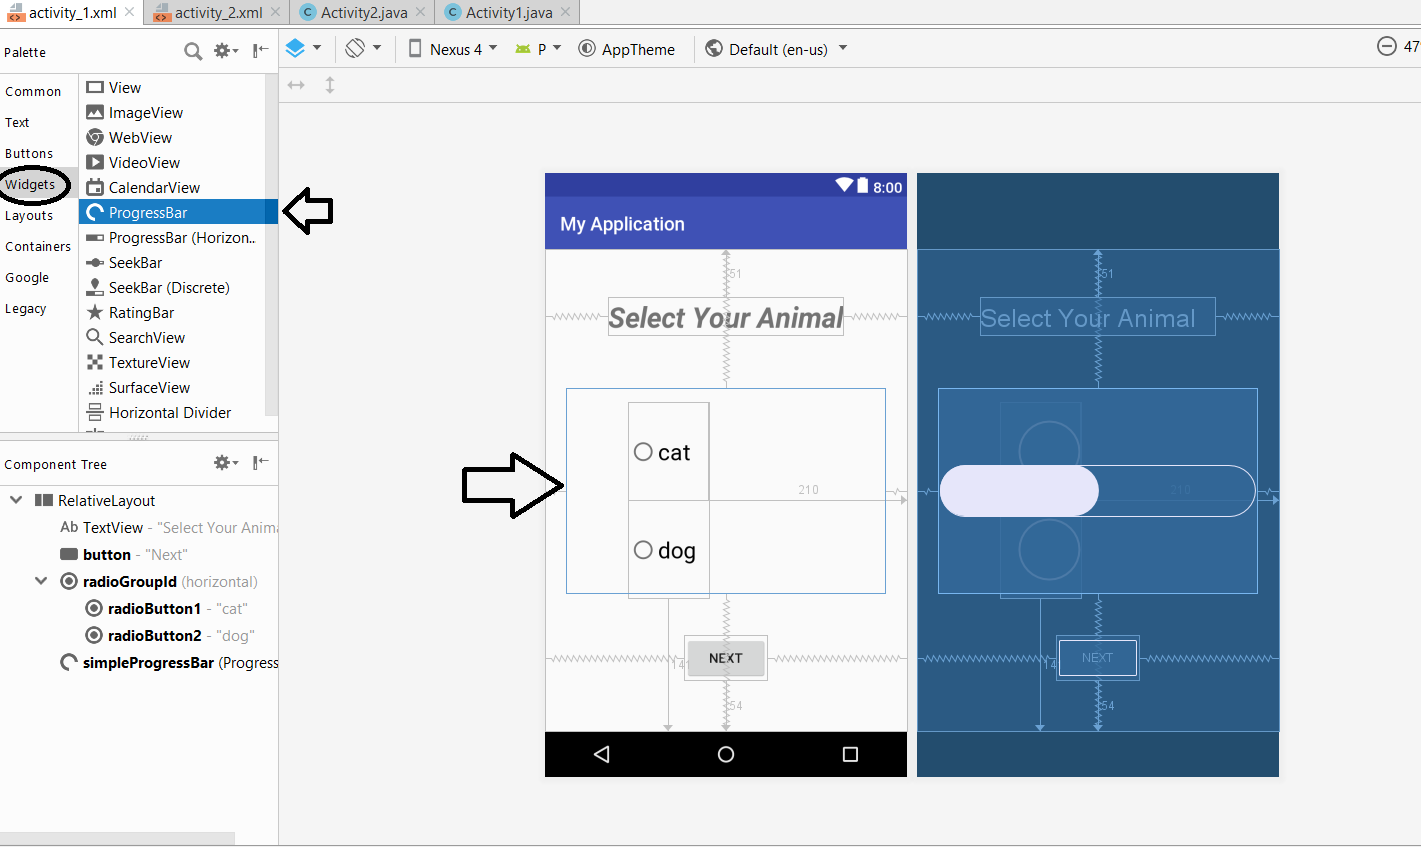 activity_1.xml activity_2.xml Activity2.java Activity1.java
Palette
Nexus 4 P AppTheme Default (en-us) 47
Common
Text
Buttons
Widgets
Layouts
Containers
Google
Legacy
View
ImageView
WebView
VideoView
CalendarView
ProgressBar
ProgressBar (Horizon..
SeekBar
SeekBar (Discrete)
RatingBar
SearchView
TextureView
SurfaceView
Horizontal Divider
Component Tree
RelativeLayout
Ab TextView - "Select Your Anima
button - "Next"
radioGroupId (horizontal)
radioButton1 - "cat"
radioButton2 - "dog"
simpleProgressBar (Progress
8:00
My Application
51
Select Your Animal
cat
210
dog
NEXT
141
54
51
Select Your Animal
210
NEXT
14
54